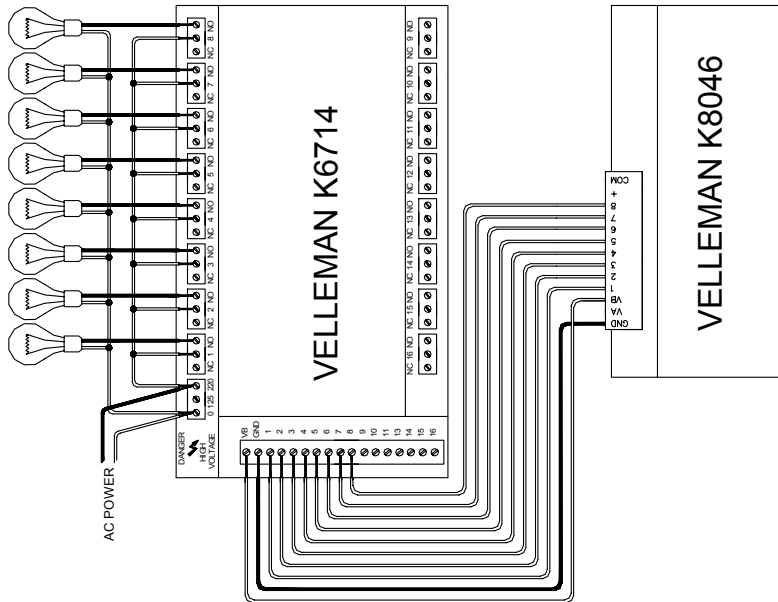 VELLEMAN K6714
VELLEMAN K8046
NC 8 NO
NC 7 NO
NC 6 NO
NC 5 NO
NC 4 NO
NC 3 NO
NC 2 NO
NC 1 NO
0 125 220
NC 9 NO
NC 10 NO
NC 11 NO
NC 12 NO
NC 13 NO
NC 14 NO
NC 15 NO
NC 16 NO
DANGER
HIGH
VOLTAGE
AC POWER
VB
GND
1
2
3
4
5
6
7
8
9
10
11
12
13
14
15
16
COM
+
8
7
6
5
4
3
2
1
VB
VA
GND